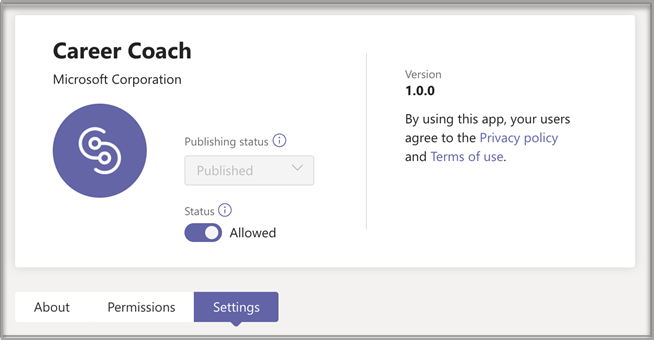 Career Coach
Microsoft Corporation
Publishing status
Published
Status
Allowed
Version
1.0.0
By using this app, your users
agree to the Privacy policy
and Terms of use.
About
Permissions
Settings